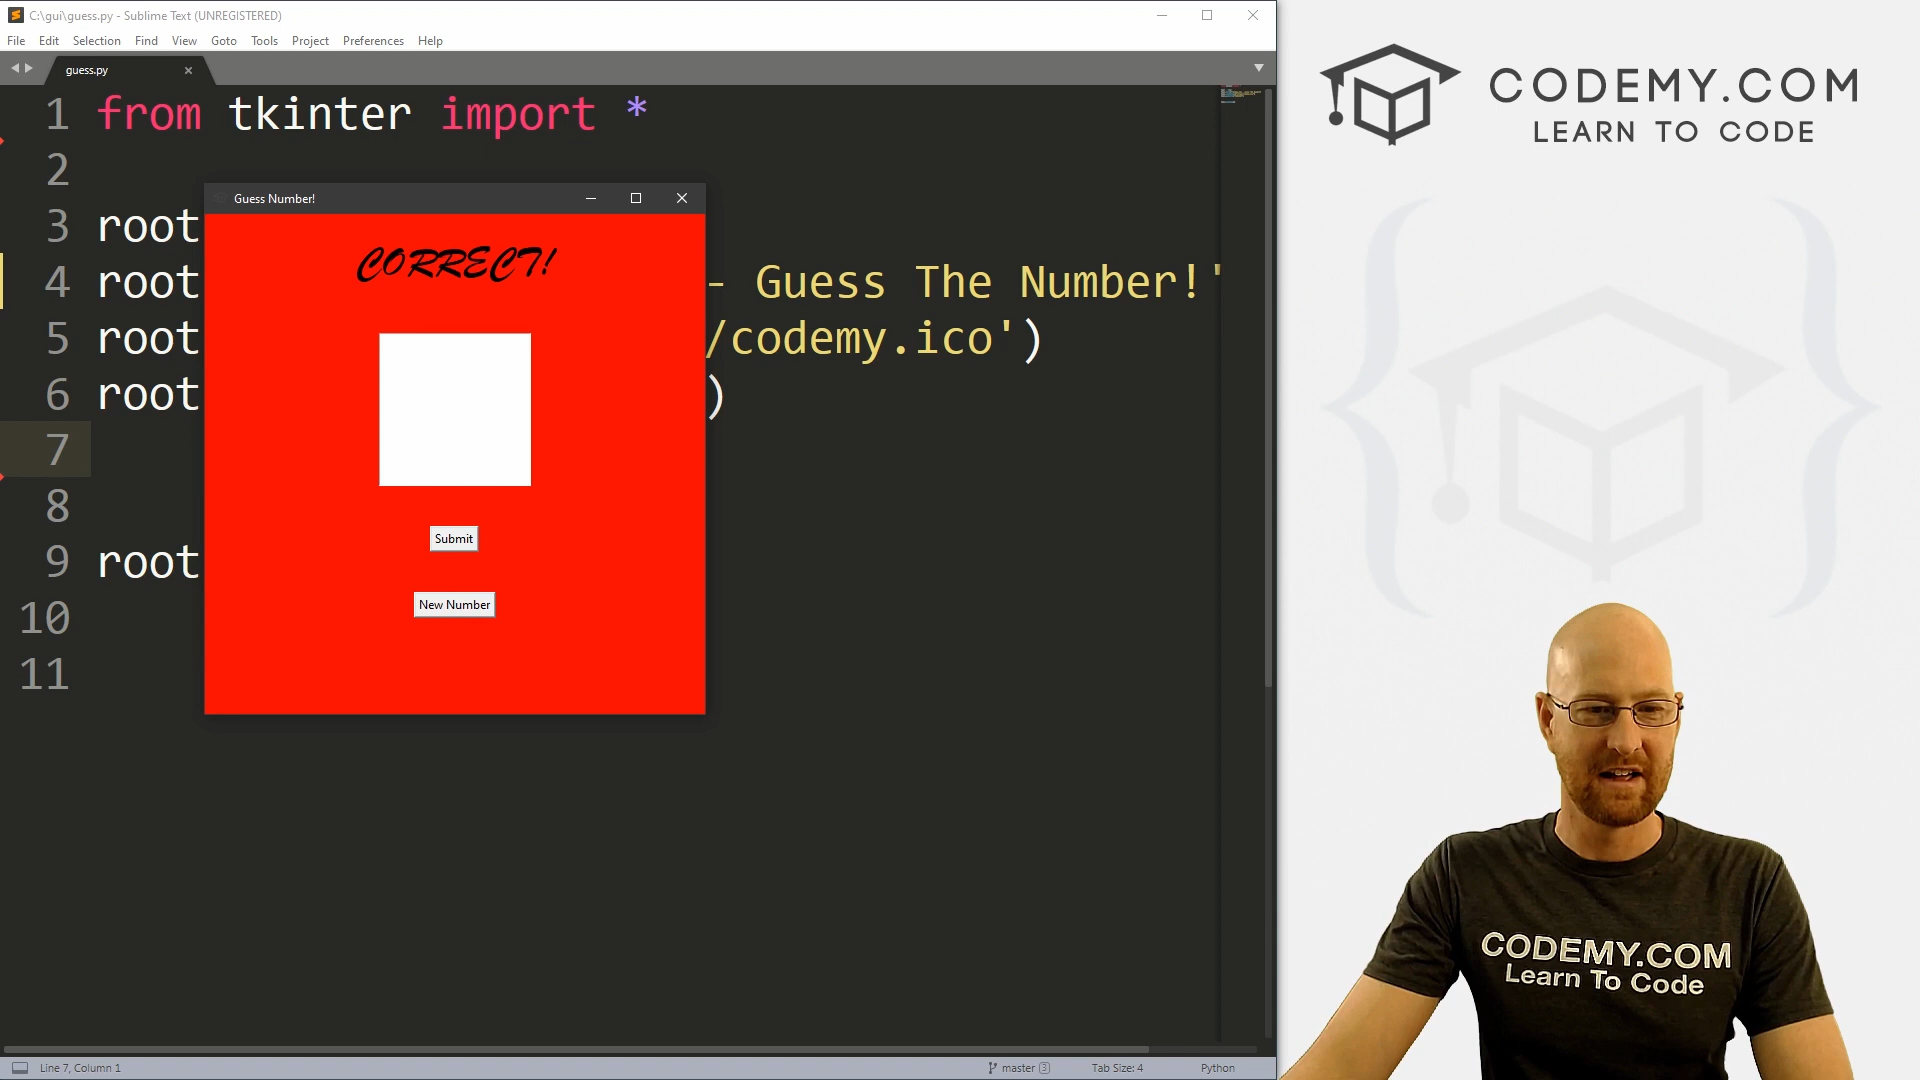 C:\gui\guess.py - Sublime Text (UNREGISTERED)
File Edit Selection Find View Goto Tools Project Preferences Help
guess.py
1 from tkinter import *
2
3 root
4 root - Guess The Number!'
5 root /codemy.ico')
6 root )
7
8
9 root
10
11
Guess Number!
CORRECT!
Submit
New Number
Line 7, Column 1
master 3
Tab Size: 4
Python
CODEMY.COM
LEARN TO CODE
CODEMY.COM
Learn To Code